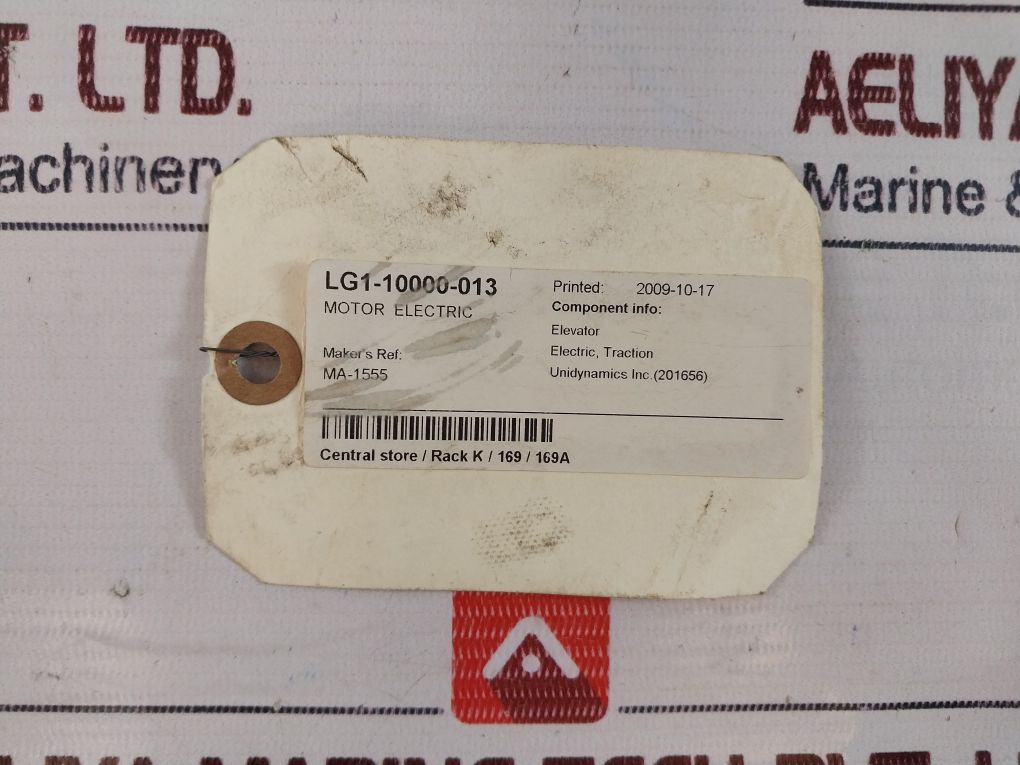 T. LTD.
AELIYA
achinery
Marine &
LG1-10000-013
MOTOR ELECTRIC
Maker's Ref:
MA-1555
Printed: 2009-10-17
Component info:
Elevator
Electric, Traction
Unidynamics Inc.(201656)
Central store / Rack K / 169 / 169A